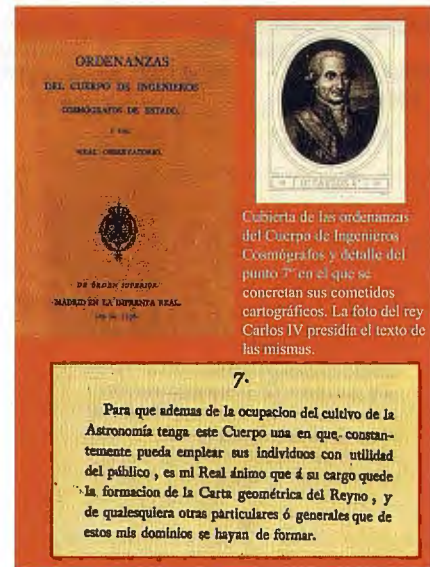 ORDENANZAS
DEL CUERPO DE INGENIEROS
COSMÓGRAFOS DE ESTADO,
Y DEL
REAL OBSERVATORIO.
DE ÓRDEN SUPERIOR.
MADRID EN LA IMPRENTA REAL.
Cubierta de las ordenanzas
del Cuerpo de Ingenieros
Cosmógrafos y detalle del
punto 7º en el que se
concretan sus cometidos
cartográficos. La foto del rey
Carlos IV presidía el texto de
las mismas.
7.
Para que ademas de la ocupacion del cultivo de la
Astronomía tenga este Cuerpo una en que, constan-
temente pueda emplear sus individuos con utilidad
del público, es mi Real ánimo que á su cargo quede
la formacion de la Carta geométrica del Reyno, y
de qualesquiera otras particulares ó generales que de
estos mis dominios se hayan de formar.